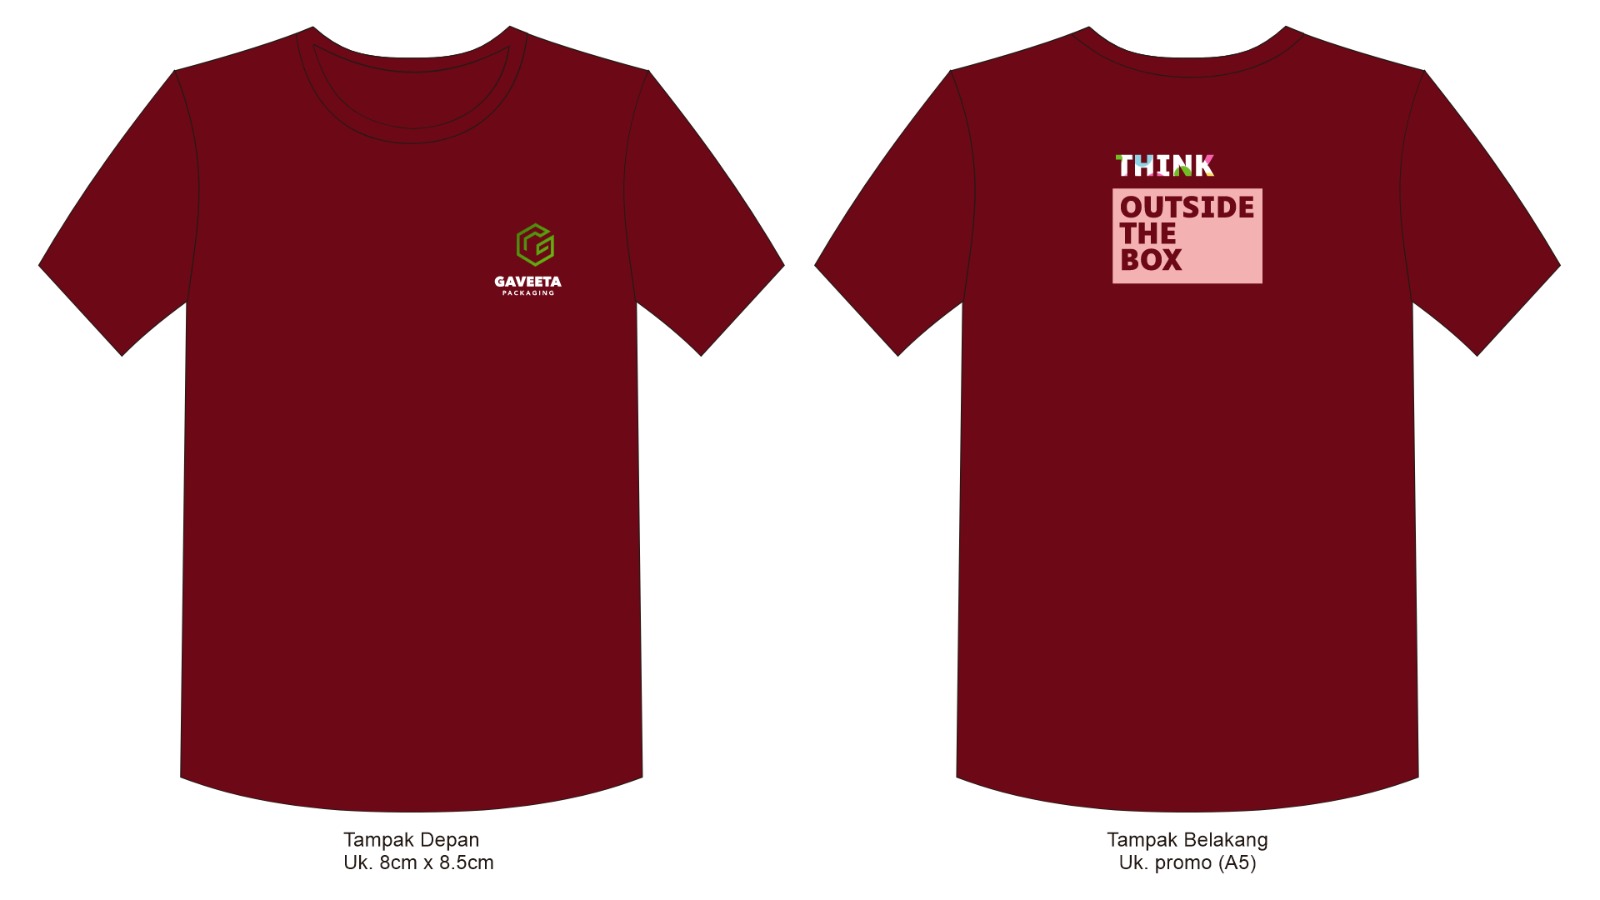 GAVEETA
PACKAGING
THINK
OUTSIDE
THE
BOX
Tampak Depan
Uk. 8cm x 8.5cm
Tampak Belakang
Uk. promo (A5)